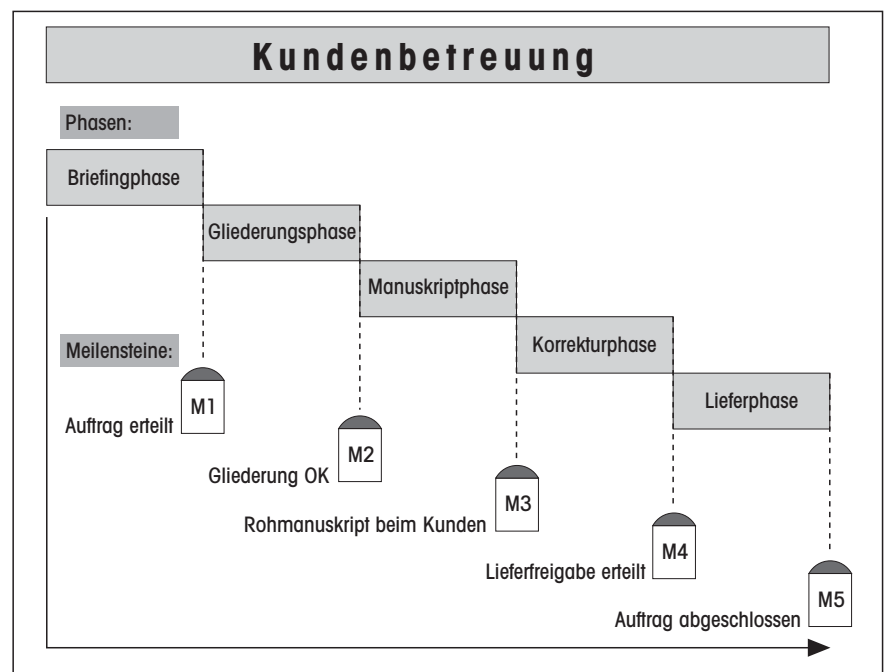 Kundenbetreuung
Phasen:
Briefingphase
Gliederungsphase
Manuskriptphase
Korrekturphase
Lieferphase
Meilensteine:
M1
Auftrag erteilt
M2
Gliederung OK
M3
Rohmanuskript beim Kunden
M4
Lieferfreigabe erteilt
M5
Auftrag abgeschlossen